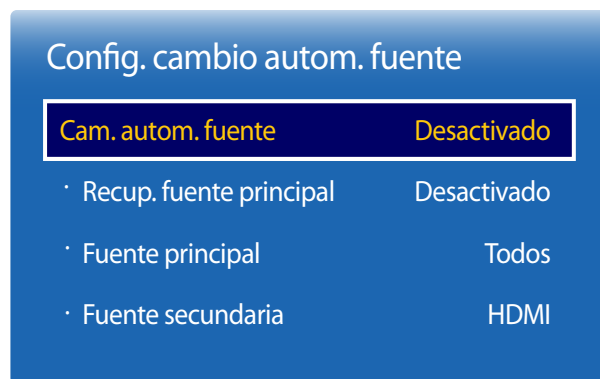 Config. cambio autom. fuente
Cam. autom. fuente Desactivado
· Recup. fuente principal Desactivado
· Fuente principal Todos
· Fuente secundaria HDMI